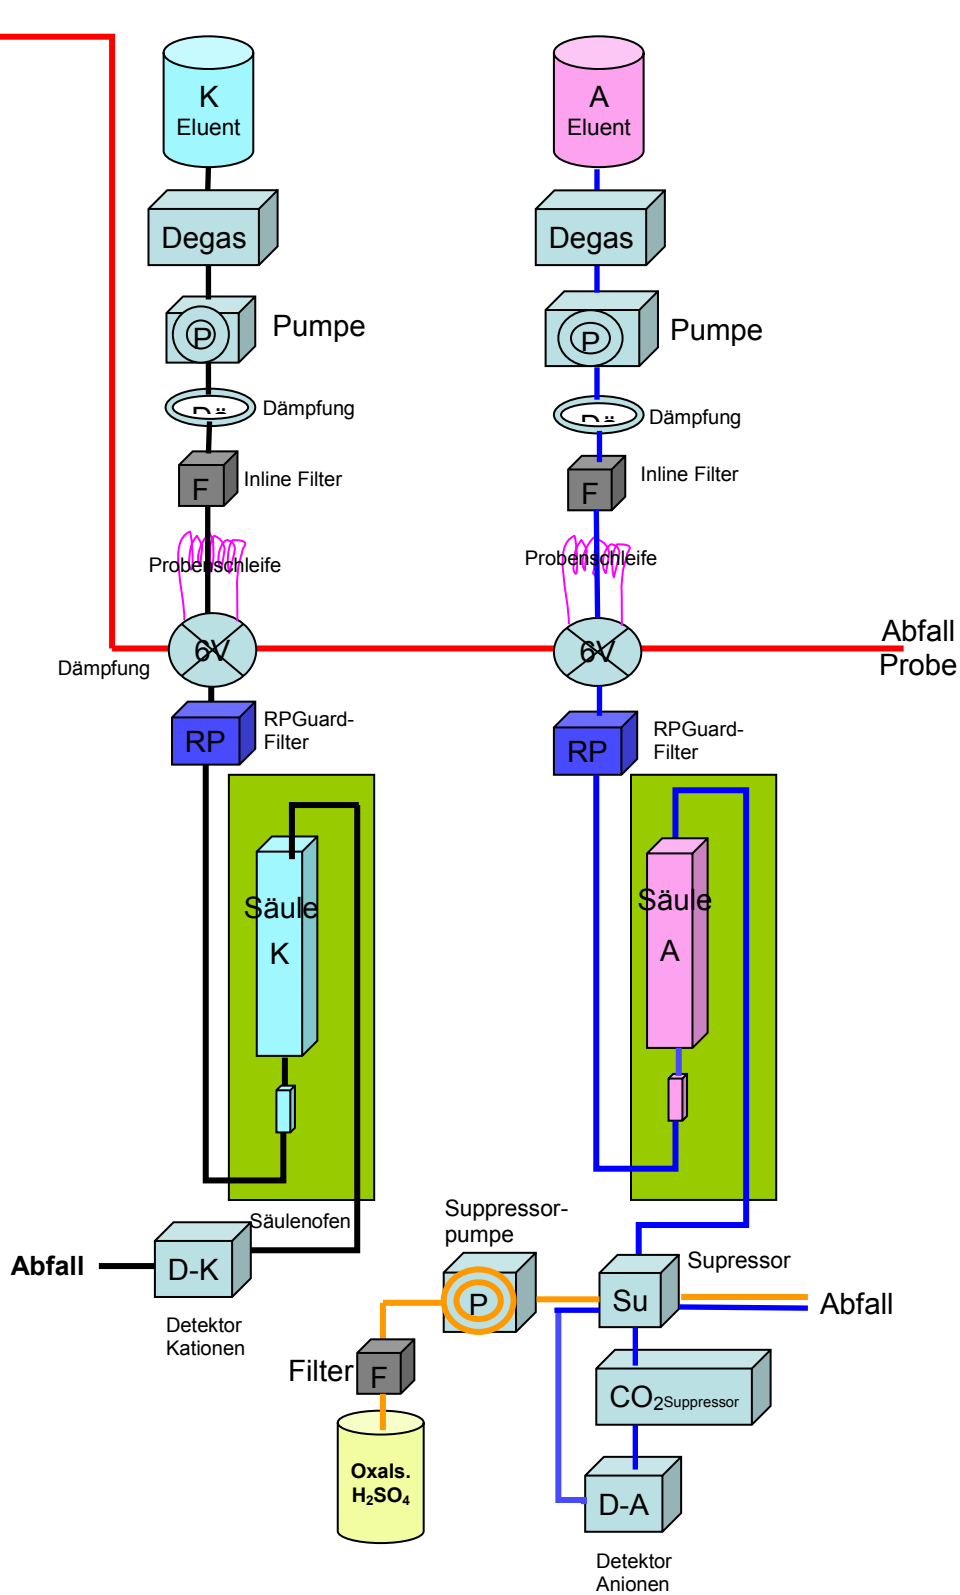 K
Eluent
A
Eluent
Degas
Degas
P
Pumpe
P
Pumpe
Dämpfung
Dämpfung
F
Inline Filter
F
Inline Filter
Probenschleife
Probenschleife
6V
6V
Abfall
Probe
Dämpfung
RP
RPGuard-
Filter
RP
RPGuard-
Filter
Säule
K
Säule
A
Säulenofen
Suppressor-
pumpe
Abfall
D-K
P
Su
Supressor
Abfall
Detektor
Kationen
Filter
F
CO₂Suppressor
Oxals.
H₂SO₄
D-A
Detektor
Anionen